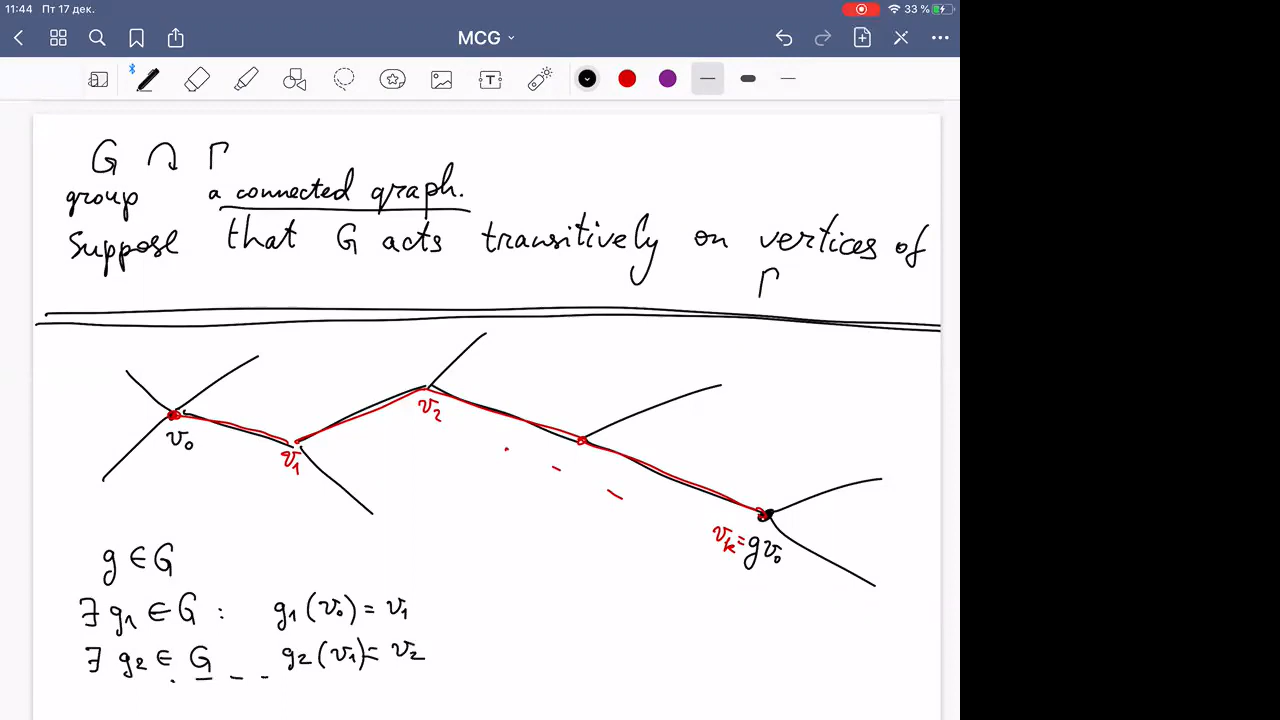 11:44 Пт 17 дек. 33 %
MCG
T
G ↷ Γ
group a connected graph.
Suppose that G acts transitively on vertices of
Γ
v₀
v₁
v₂
vₖ = gv₀
g ∈ G
∃ g₁ ∈ G : g₁(v₀) = v₁
∃ g₂ ∈ G g₂(v₁) = v₂